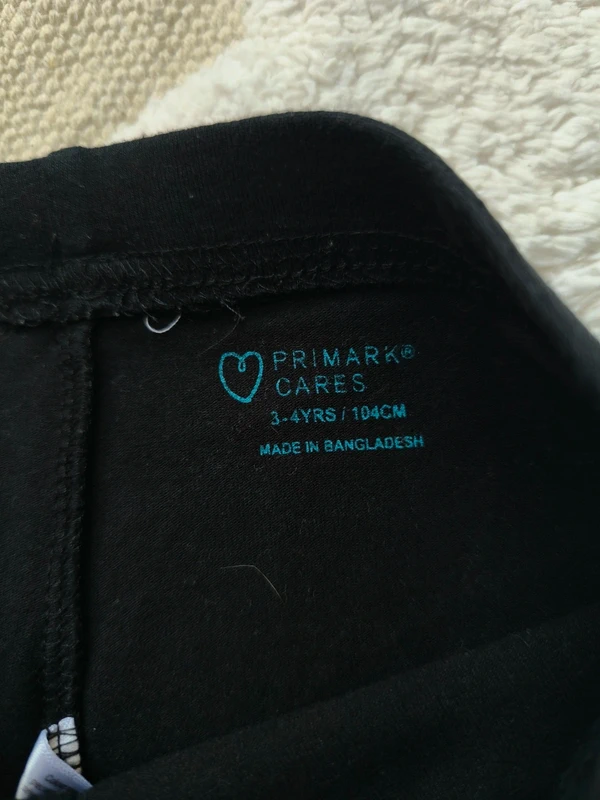 PRIMARK®
CARES
3-4YRS / 104CM
MADE IN BANGLADESH